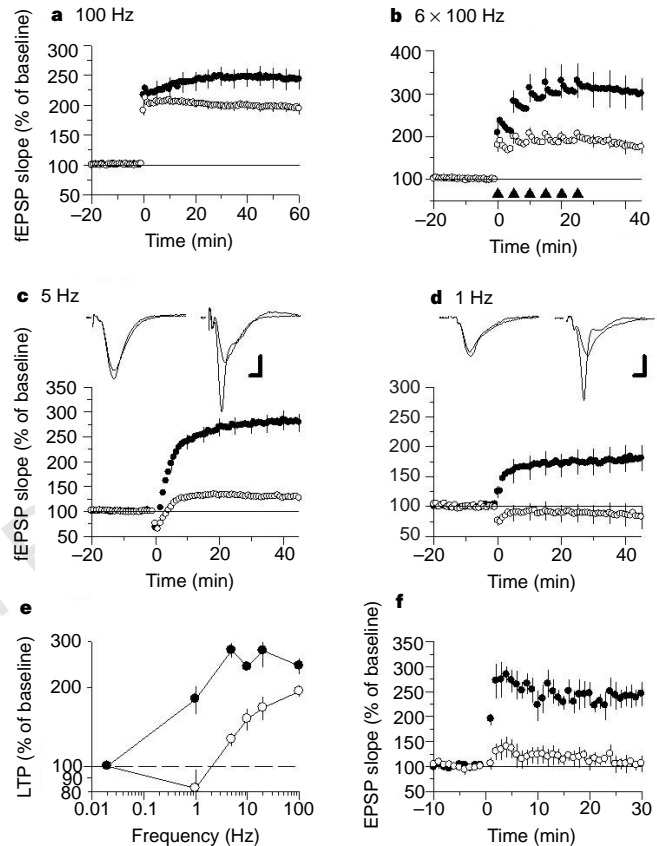 a 100 Hz
fEPSP slope (% of baseline)
300
250
200
150
100
50
–20 0 20 40 60
Time (min)
b 6 × 100 Hz
400
300
200
100
–20 0 20 40
Time (min)
c 5 Hz
fEPSP slope (% of baseline)
350
300
250
200
150
100
50
–20 0 20 40
Time (min)
d 1 Hz
300
250
200
150
100
50
–20 0 20 40
Time (min)
e
LTP (% of baseline)
300
200
100
90
80
0.01 0.1 1 10 100
Frequency (Hz)
f
EPSP slope (% of baseline)
350
300
250
200
150
100
50
–10 0 10 20 30
Time (min)